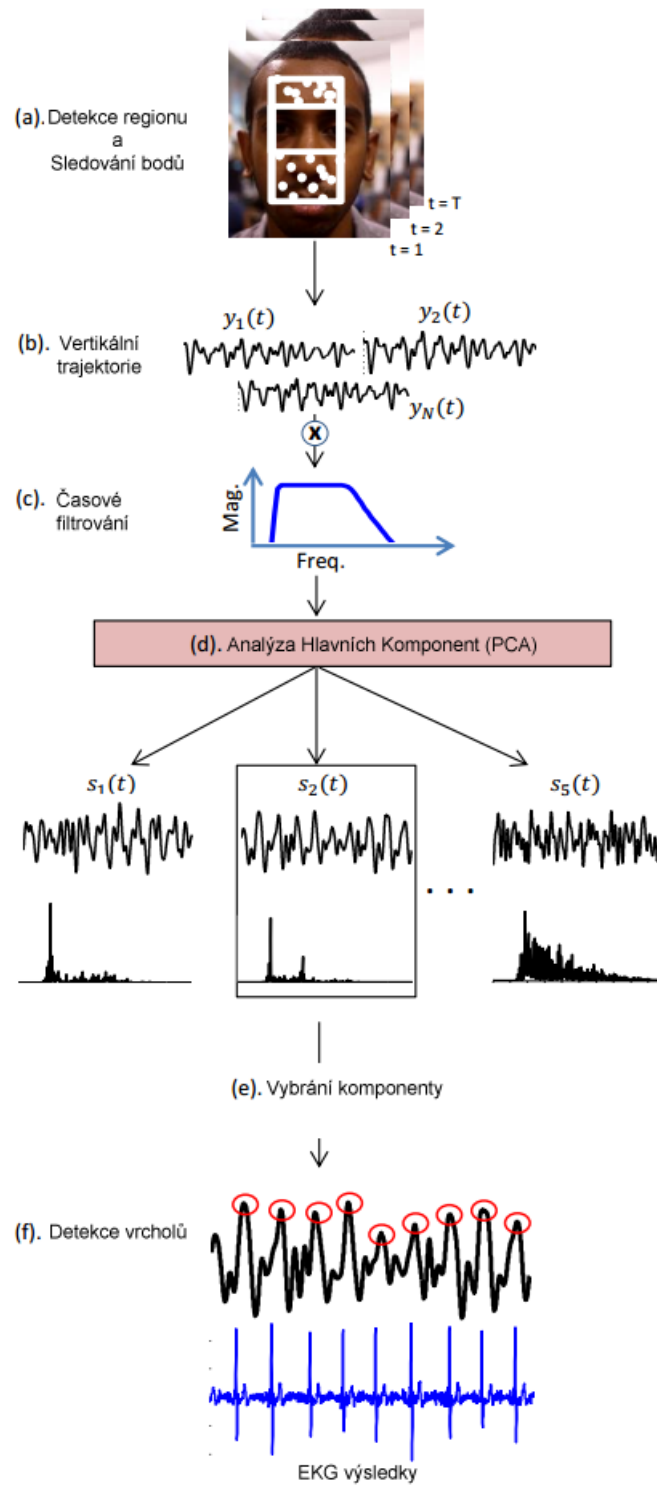 (a). Detekce regionu
a
Sledování bodů
t = T
t = 2
t = 1
y₁(t)
y₂(t)
(b). Vertikální
trajektorie
y_N(t)
x
(c). Časové
filtrování
Mag.
Freq.
(d). Analýza Hlavních Komponent (PCA)
s₁(t)
s₂(t)
s₅(t)
. . .
(e). Vybrání komponenty
(f). Detekce vrcholů
EKG výsledky